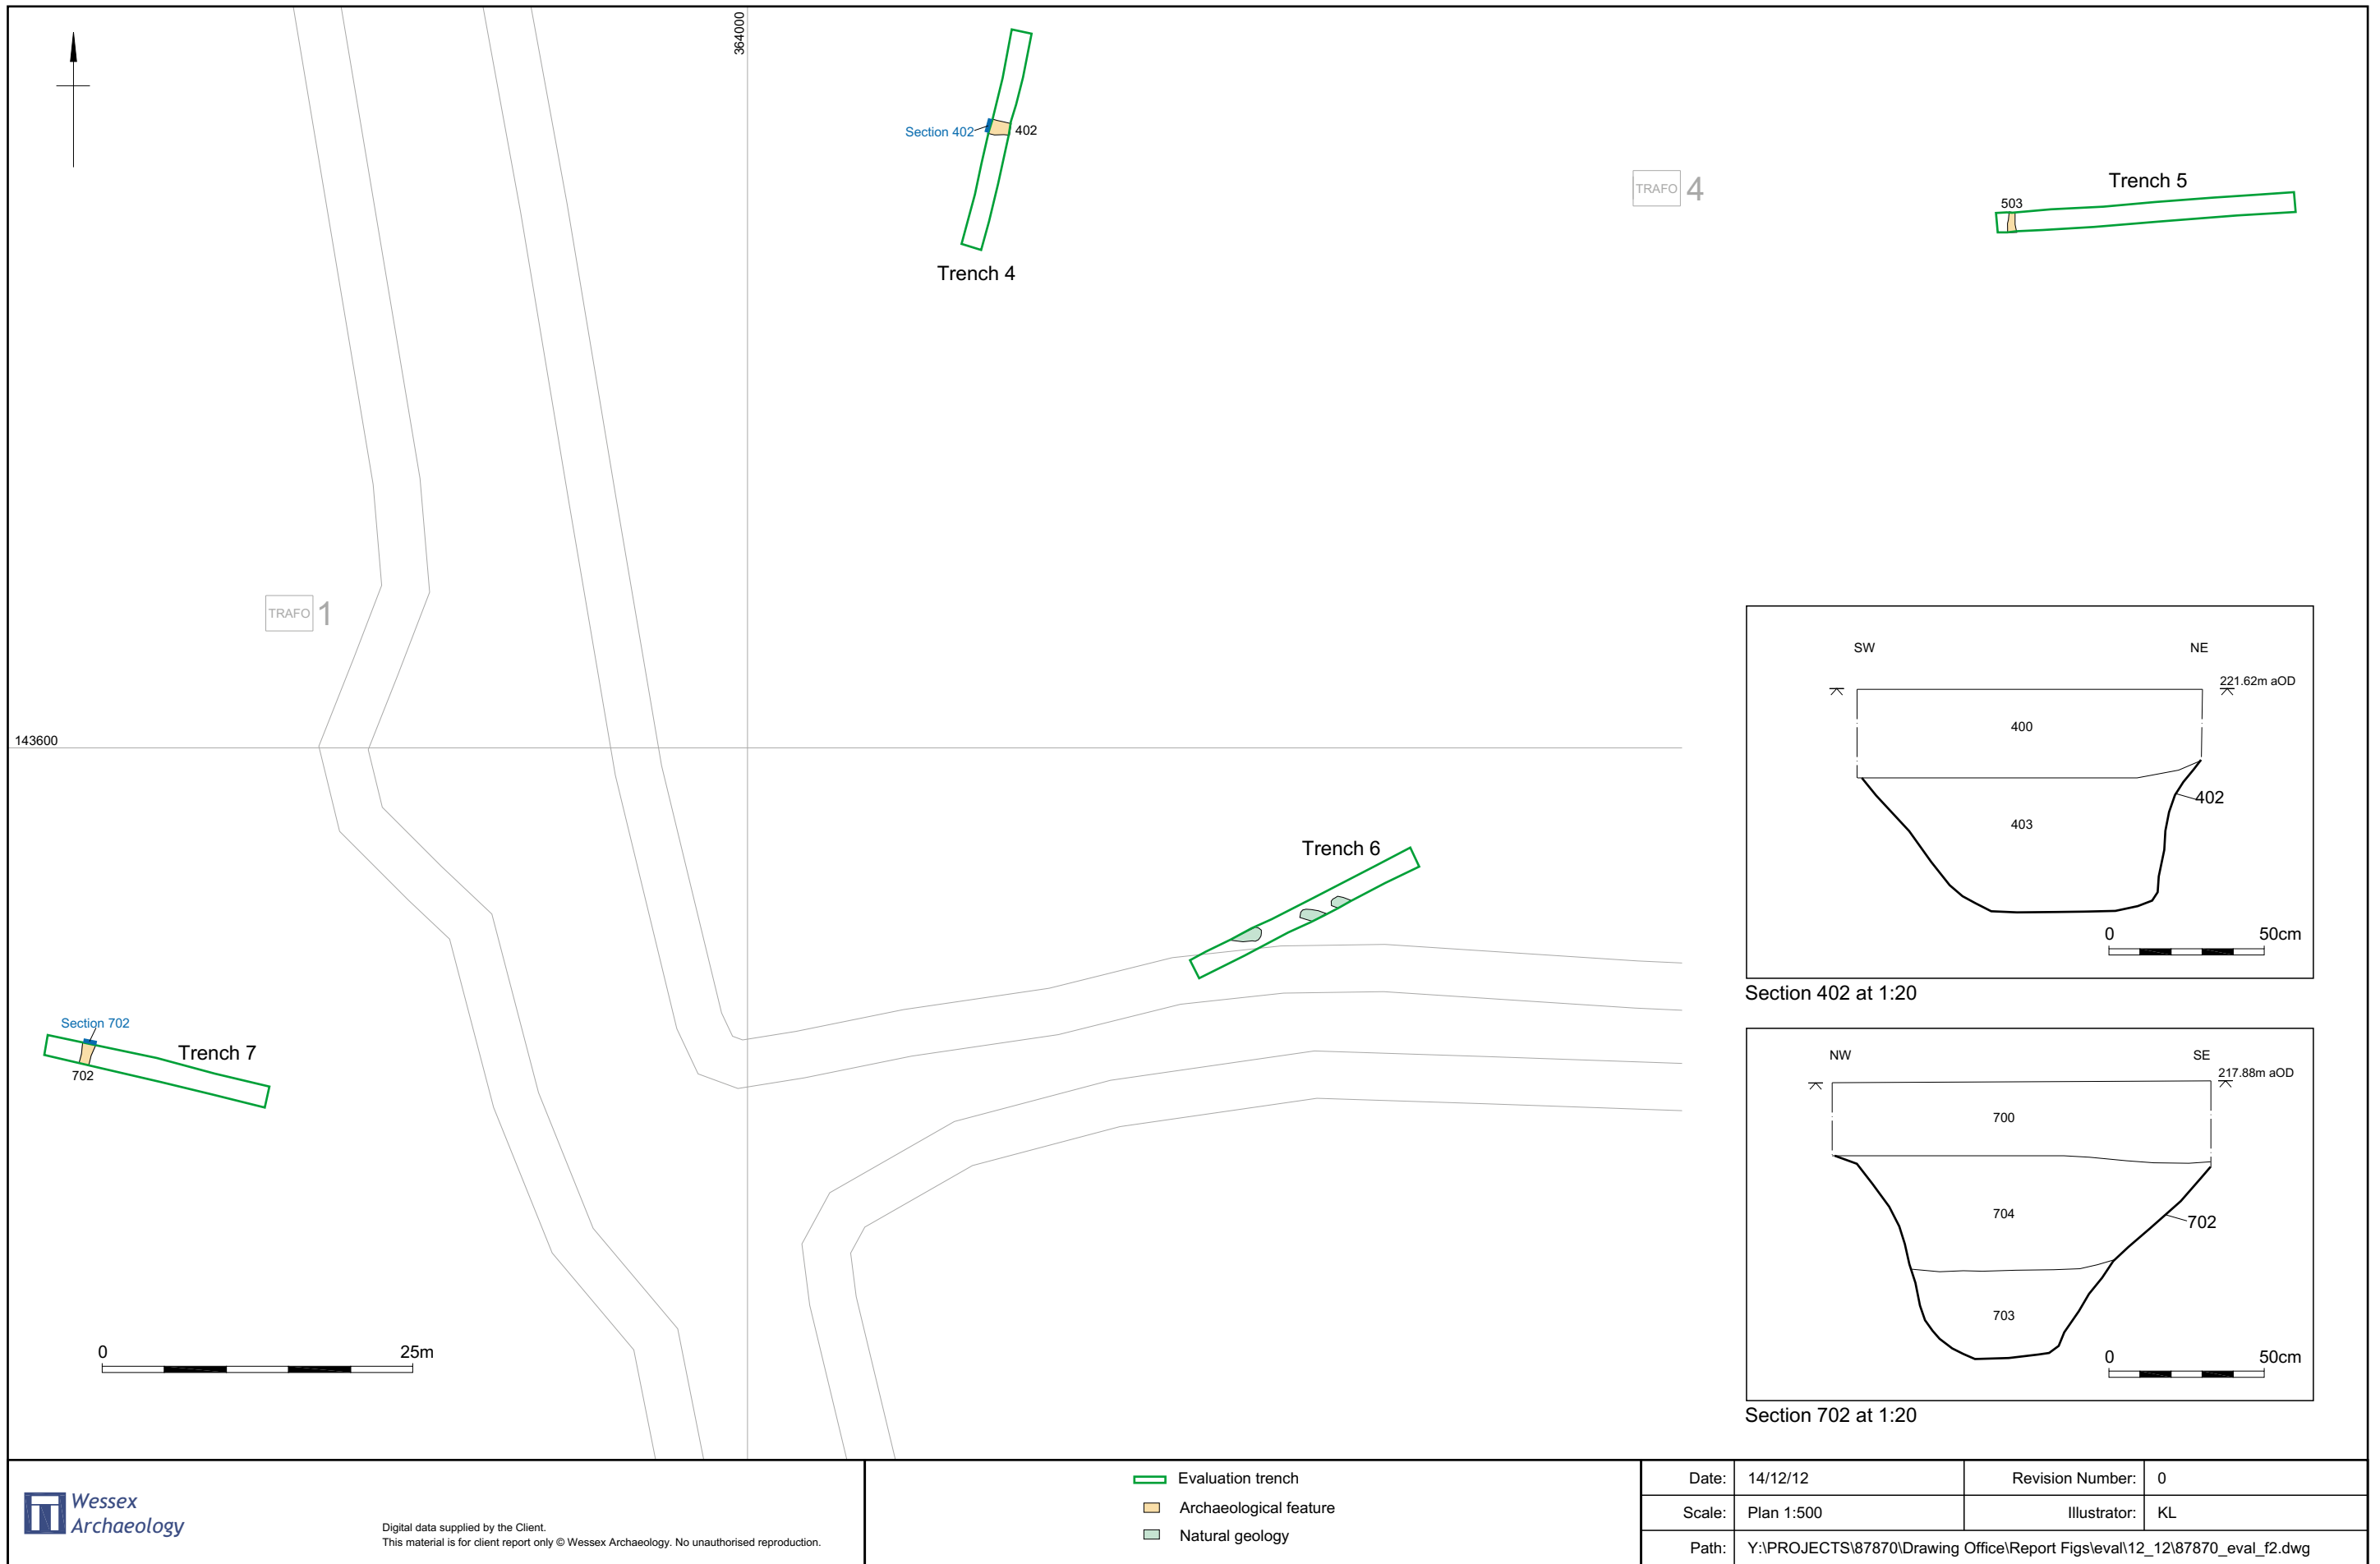 364000
Section 402
402
Trench 4
TRAFO 4
Trench 5
503
TRAFO 1
143600
Trench 6
Section 702
Trench 7
702
0 25m
SW NE
221.62m aOD
400
402
403
0 50cm
Section 402 at 1:20
NW SE
217.88m aOD
700
704
702
703
0 50cm
Section 702 at 1:20
Wessex
Archaeology
Digital data supplied by the Client.
This material is for client report only © Wessex Archaeology. No unauthorised reproduction.
Evaluation trench
Archaeological feature
Natural geology
Date: 14/12/12 Revision Number: 0
Scale: Plan 1:500 Illustrator: KL
Path: Y:\PROJECTS\87870\Drawing Office\Report Figs\eval\12_12\87870_eval_f2.dwg